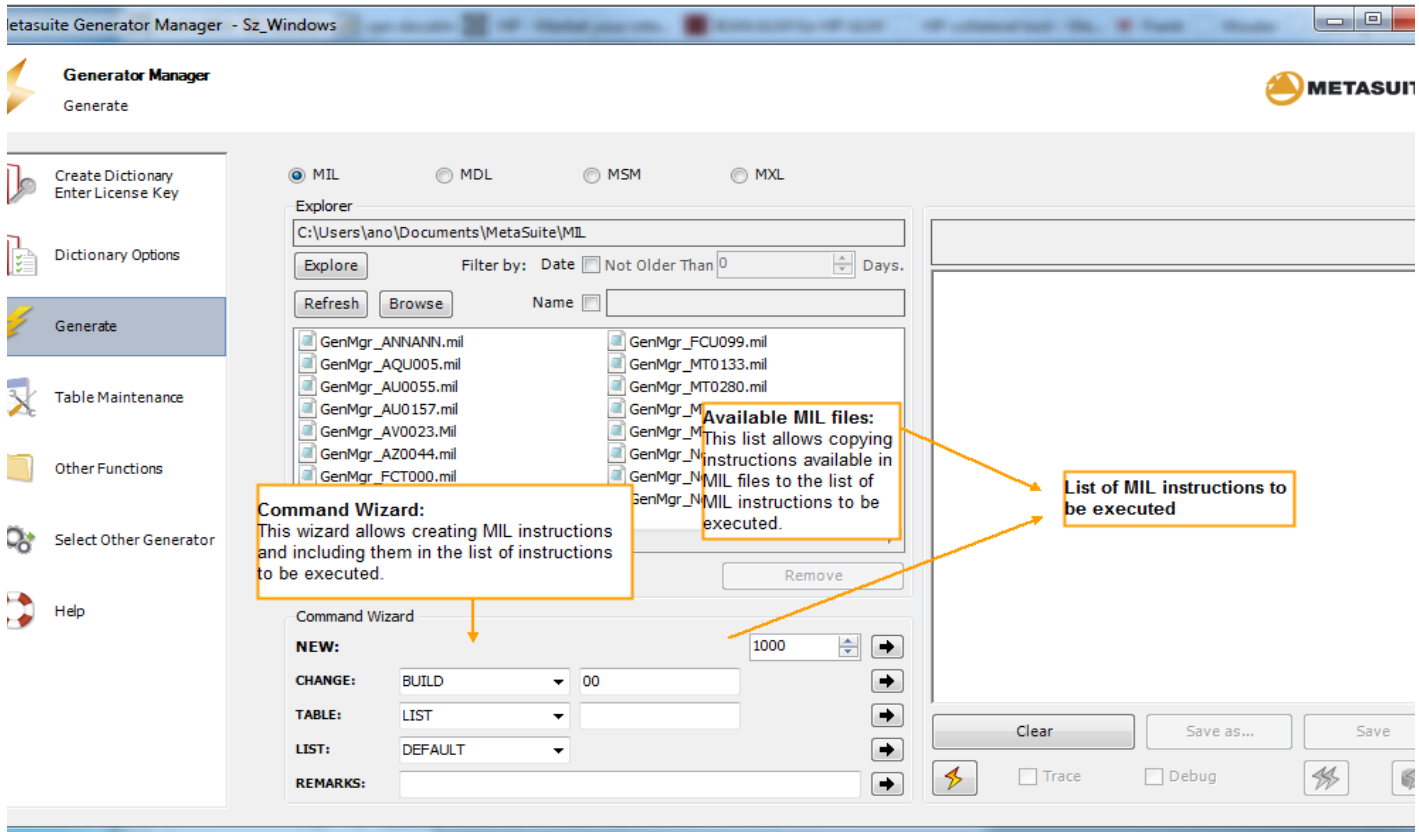 etasuite Generator Manager - Sz_Windows
Generator Manager
Generate
METASUIT
Create Dictionary
Enter License Key
Dictionary Options
Generate
Table Maintenance
Other Functions
Select Other Generator
Help
MIL MDL MSM MXL
Explorer
C:\Users\ano\Documents\MetaSuite\MIL
Explore Filter by: Date Not Older Than 0 Days.
Refresh Browse Name
GenMgr_ANNANN.mil
GenMgr_AQU005.mil
GenMgr_AU0055.mil
GenMgr_AU0157.mil
GenMgr_AV0023.Mil
GenMgr_AZ0044.mil
GenMgr_FCT000.mil
GenMgr_FCU099.mil
GenMgr_MT0133.mil
GenMgr_MT0280.mil
GenMgr_M
GenMgr_M
GenMgr_N
GenMgr_N
GenMgr_N
Available MIL files:
This list allows copying
instructions available in
MIL files to the list of
MIL instructions to be
executed.
Command Wizard:
This wizard allows creating MIL instructions
and including them in the list of instructions
to be executed.
List of MIL instructions to
be executed
Remove
Command Wizard
NEW: 1000
CHANGE: BUILD 00
TABLE: LIST
LIST: DEFAULT
REMARKS:
Clear Save as... Save
Trace Debug